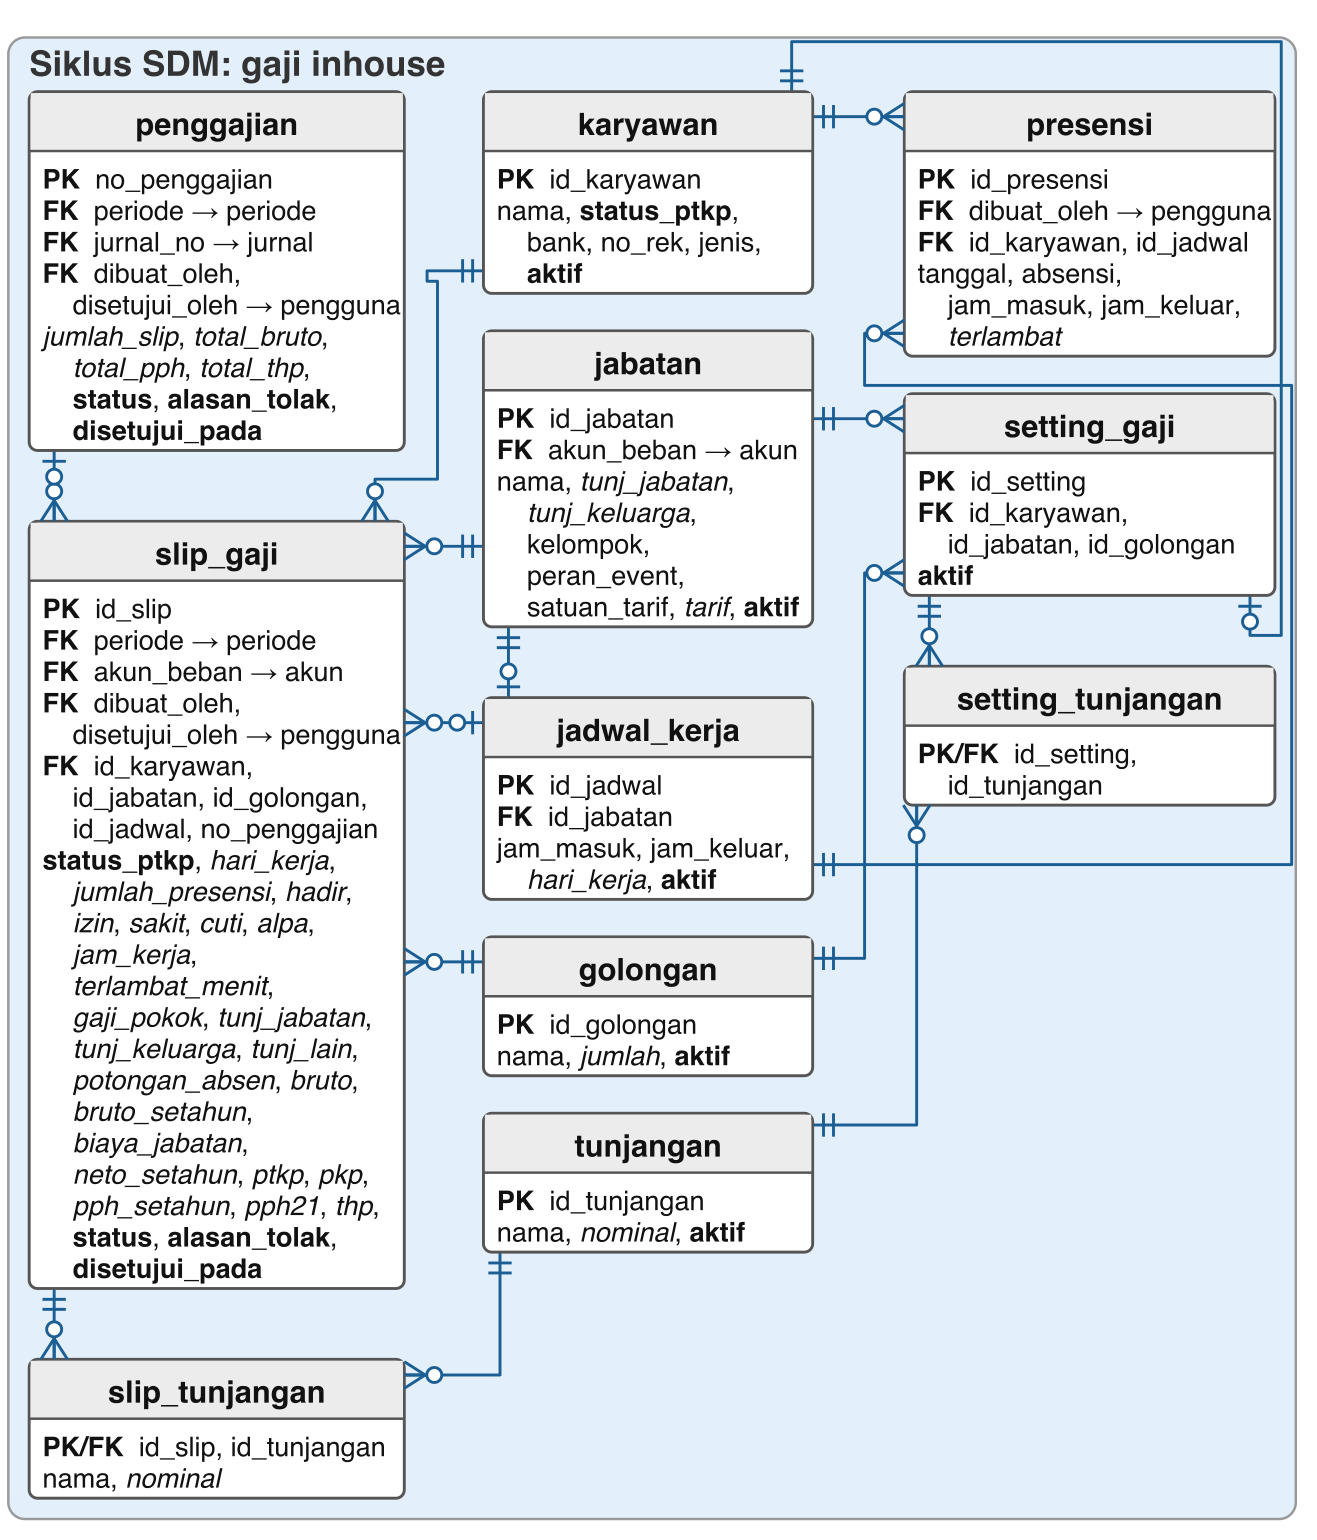 Siklus SDM: gaji inhouse
penggajian
PK no_penggajian
FK periode → periode
FK jurnal_no → jurnal
FK dibuat_oleh,
disetujui_oleh → pengguna
jumlah_slip, total_bruto,
total_pph, total_thp,
status, alasan_tolak,
disetujui_pada
karyawan
PK id_karyawan
nama, status_ptkp,
bank, no_rek, jenis,
aktif
presensi
PK id_presensi
FK dibuat_oleh → pengguna
FK id_karyawan, id_jadwal
tanggal, absensi,
jam_masuk, jam_keluar,
terlambat
jabatan
PK id_jabatan
FK akun_beban → akun
nama, tunj_jabatan,
tunj_keluarga,
kelompok,
peran_event,
satuan_tarif, tarif, aktif
setting_gaji
PK id_setting
FK id_karyawan,
id_jabatan, id_golongan
aktif
slip_gaji
PK id_slip
FK periode → periode
FK akun_beban → akun
FK dibuat_oleh,
disetujui_oleh → pengguna
FK id_karyawan,
id_jabatan, id_golongan,
id_jadwal, no_penggajian
status_ptkp, hari_kerja,
jumlah_presensi, hadir,
izin, sakit, cuti, alpa,
jam_kerja,
terlambat_menit,
gaji_pokok, tunj_jabatan,
tunj_keluarga, tunj_lain,
potongan_absen, bruto,
bruto_setahun,
biaya_jabatan,
neto_setahun, ptkp, pkp,
pph_setahun, pph21, thp,
status, alasan_tolak,
disetujui_pada
jadwal_kerja
PK id_jadwal
FK id_jabatan
jam_masuk, jam_keluar,
hari_kerja, aktif
setting_tunjangan
PK/FK id_setting,
id_tunjangan
golongan
PK id_golongan
nama, jumlah, aktif
tunjangan
PK id_tunjangan
nama, nominal, aktif
slip_tunjangan
PK/FK id_slip, id_tunjangan
nama, nominal